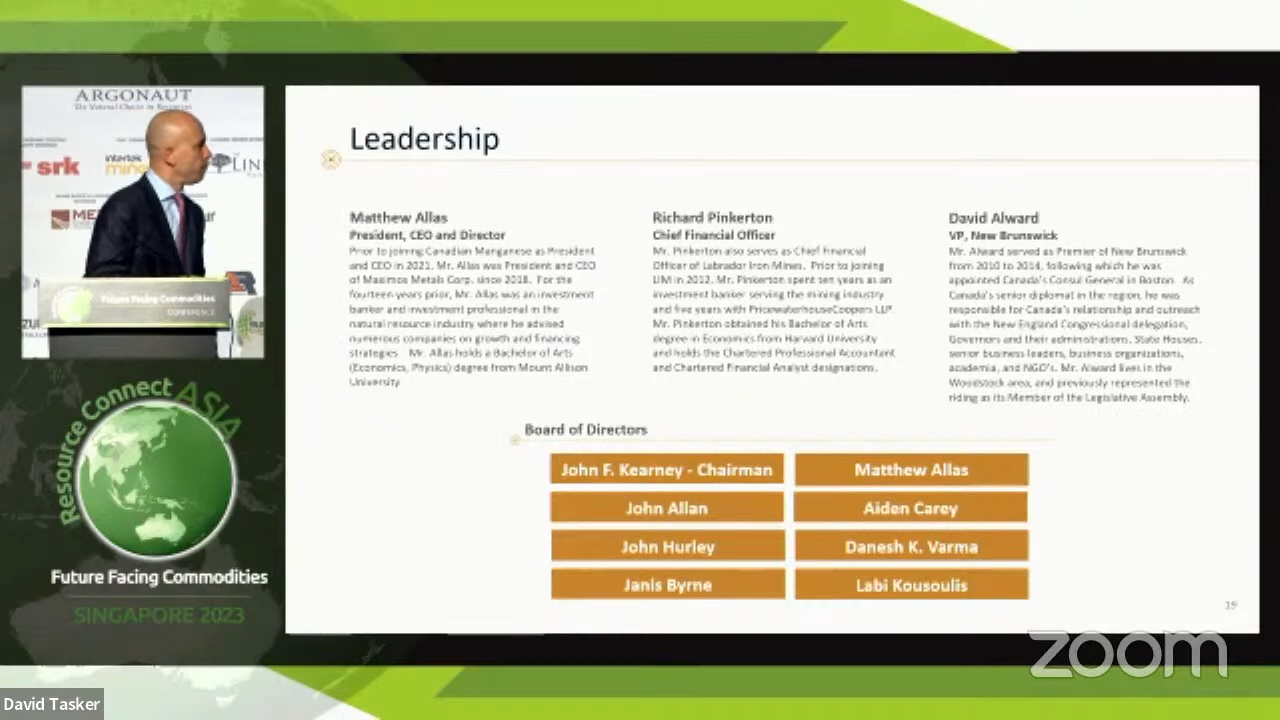 ARGONAUT
The Natural Choice in Resources
srk
intertek
LIN
Future Facing Commodities
CONFERENCE
Resource Connect ASIA
Future Facing Commodities
SINGAPORE 2023
Leadership
Matthew Allas
President, CEO and Director
Prior to joining Canadian Manganese as President
and CEO in 2021, Mr. Allas was President and CEO
of Maximos Metals Corp. since 2018. For the
fourteen years prior, Mr. Allas was an investment
banker and investment professional in the
natural resource industry where he advised
numerous companies on growth and financing
strategies. Mr. Allas holds a Bachelor of Arts
(Economics, Physics) degree from Mount Allison
University.
Richard Pinkerton
Chief Financial Officer
Mr. Pinkerton also serves as Chief Financial
Officer of Labrador Iron Mines. Prior to joining
LIM in 2012, Mr. Pinkerton spent ten years as an
investment banker serving the mining industry
and five years with PricewaterhouseCoopers LLP.
Mr. Pinkerton obtained his Bachelor of Arts
degree in Economics from Harvard University
and holds the Chartered Professional Accountant
and Chartered Financial Analyst designations.
David Alward
VP, New Brunswick
Mr. Alward served as Premier of New Brunswick
from 2010 to 2014, following which he was
appointed Canada's Consul General in Boston. As
Canada's senior diplomat in the region, he was
responsible for Canada's relationship and outreach
with the New England Congressional delegation,
Governors and their administrations, State Houses,
senior business leaders, business organizations,
academia, and NGO's. Mr. Alward lives in the
Woodstock area, and previously represented the
riding as its Member of the Legislative Assembly.
Board of Directors
John F. Kearney - Chairman
Matthew Allas
John Allan
Aiden Carey
John Hurley
Danesh K. Varma
Janis Byrne
Labi Kousoulis
19
zoom
David Tasker